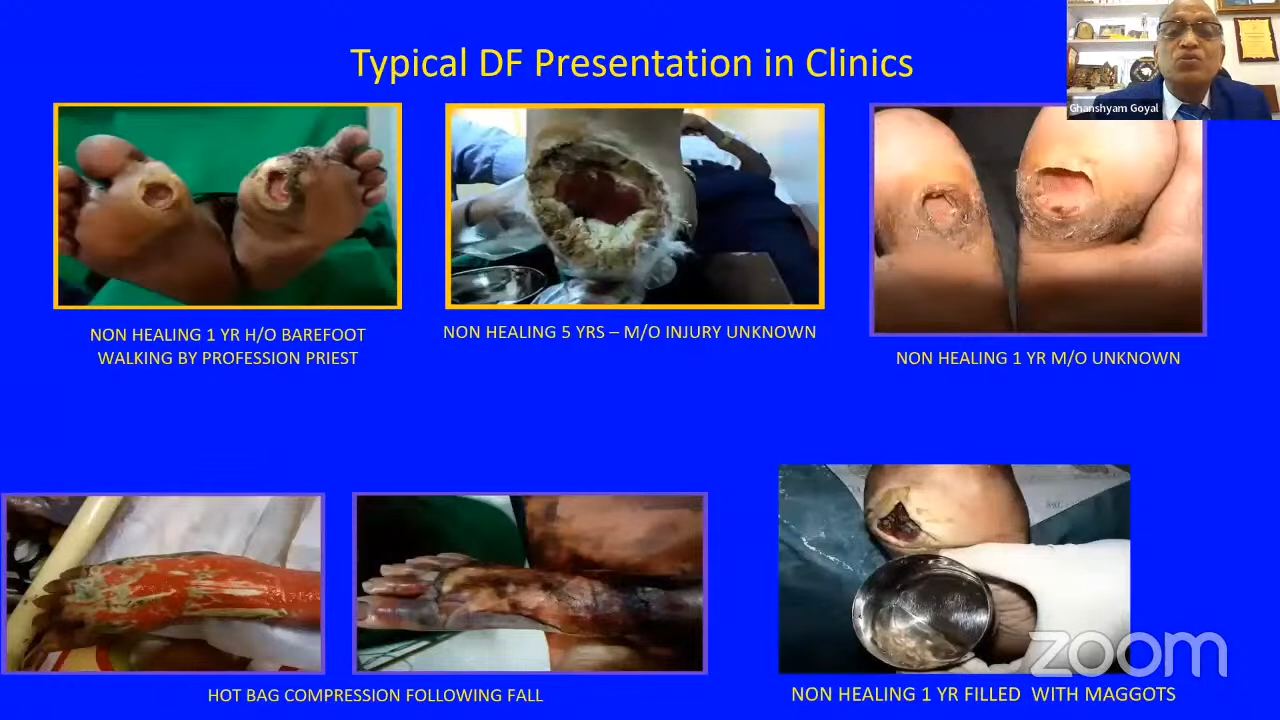 Typical DF Presentation in Clinics
Ghanshyam Goyal
NON HEALING 1 YR H/O BAREFOOT
WALKING BY PROFESSION PRIEST
NON HEALING 5 YRS – M/O INJURY UNKNOWN
NON HEALING 1 YR M/O UNKNOWN
HOT BAG COMPRESSION FOLLOWING FALL
NON HEALING 1 YR FILLED WITH MAGGOTS
zoom